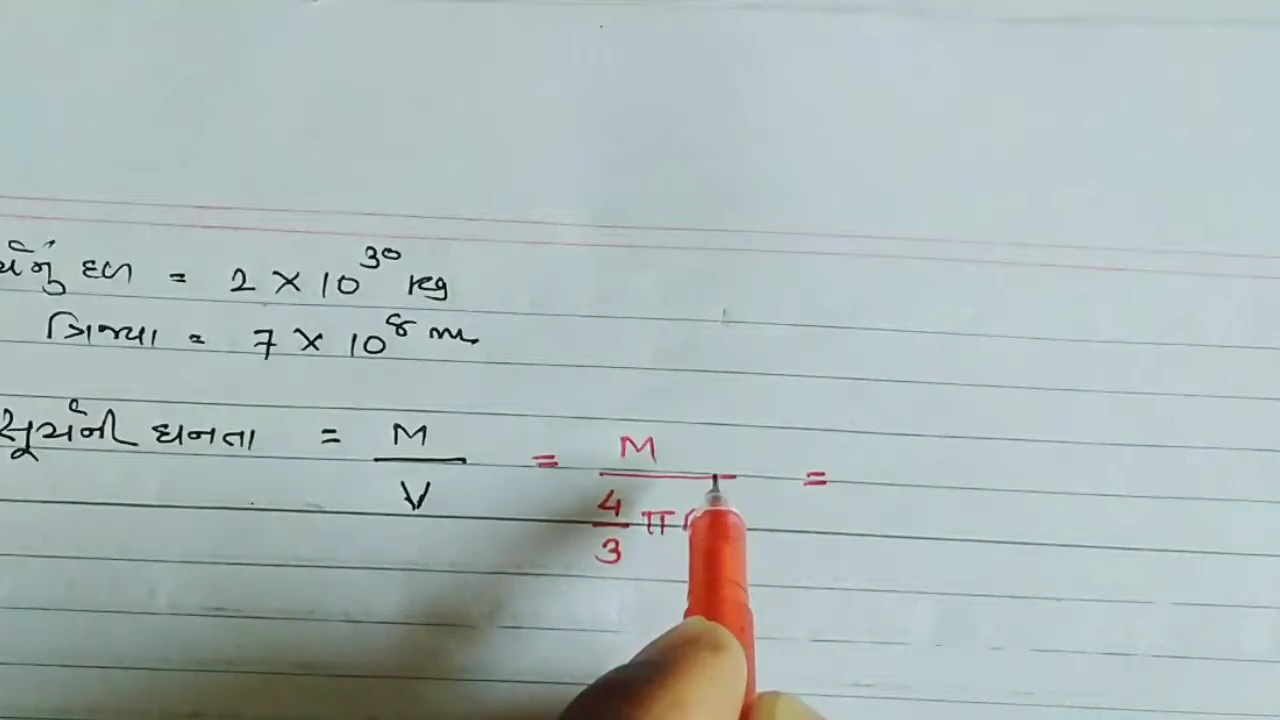 ર્યનું દળ = 2 × 10³⁰ kg
ત્રિજ્યા = 7 × 10⁸ m
સૂર્યની ઘનતા = M / V = M / 4/3 π r =